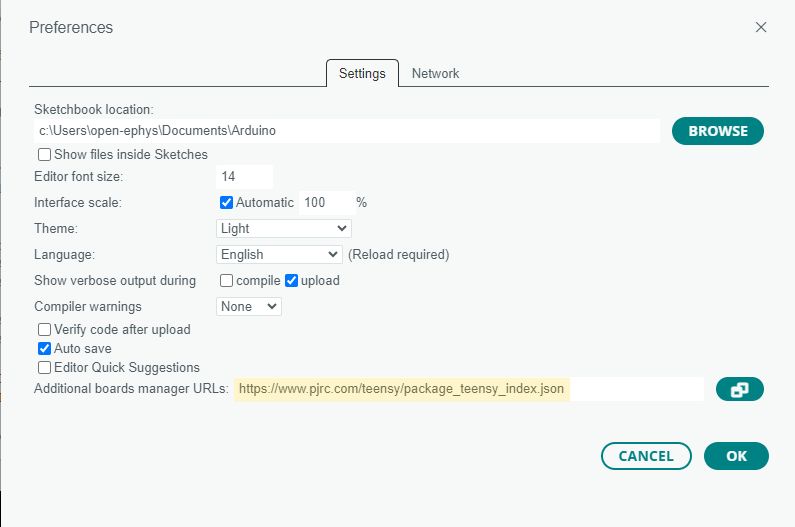 Preferences
Settings Network
Sketchbook location:
c:\Users\open-ephys\Documents\Arduino BROWSE
Show files inside Sketches
Editor font size: 14
Interface scale: Automatic 100 %
Theme: Light
Language: English (Reload required)
Show verbose output during compile upload
Compiler warnings None
Verify code after upload
Auto save
Editor Quick Suggestions
Additional boards manager URLs: https://www.pjrc.com/teensy/package_teensy_index.json
CANCEL OK